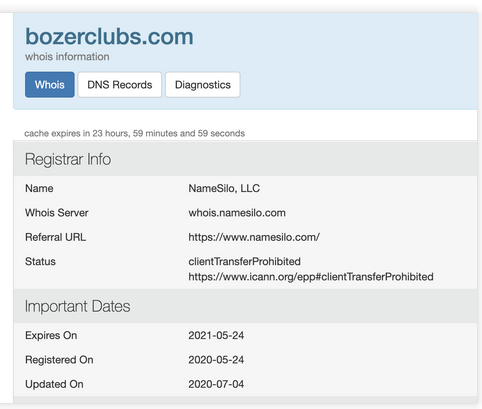 bozerclubs.com
whois information
Whois DNS Records Diagnostics
cache expires in 23 hours, 59 minutes and 59 seconds
Registrar Info
Name NameSilo, LLC
Whois Server whois.namesilo.com
Referral URL https://www.namesilo.com/
Status clientTransferProhibited
https://www.icann.org/epp#clientTransferProhibited
Important Dates
Expires On 2021-05-24
Registered On 2020-05-24
Updated On 2020-07-04